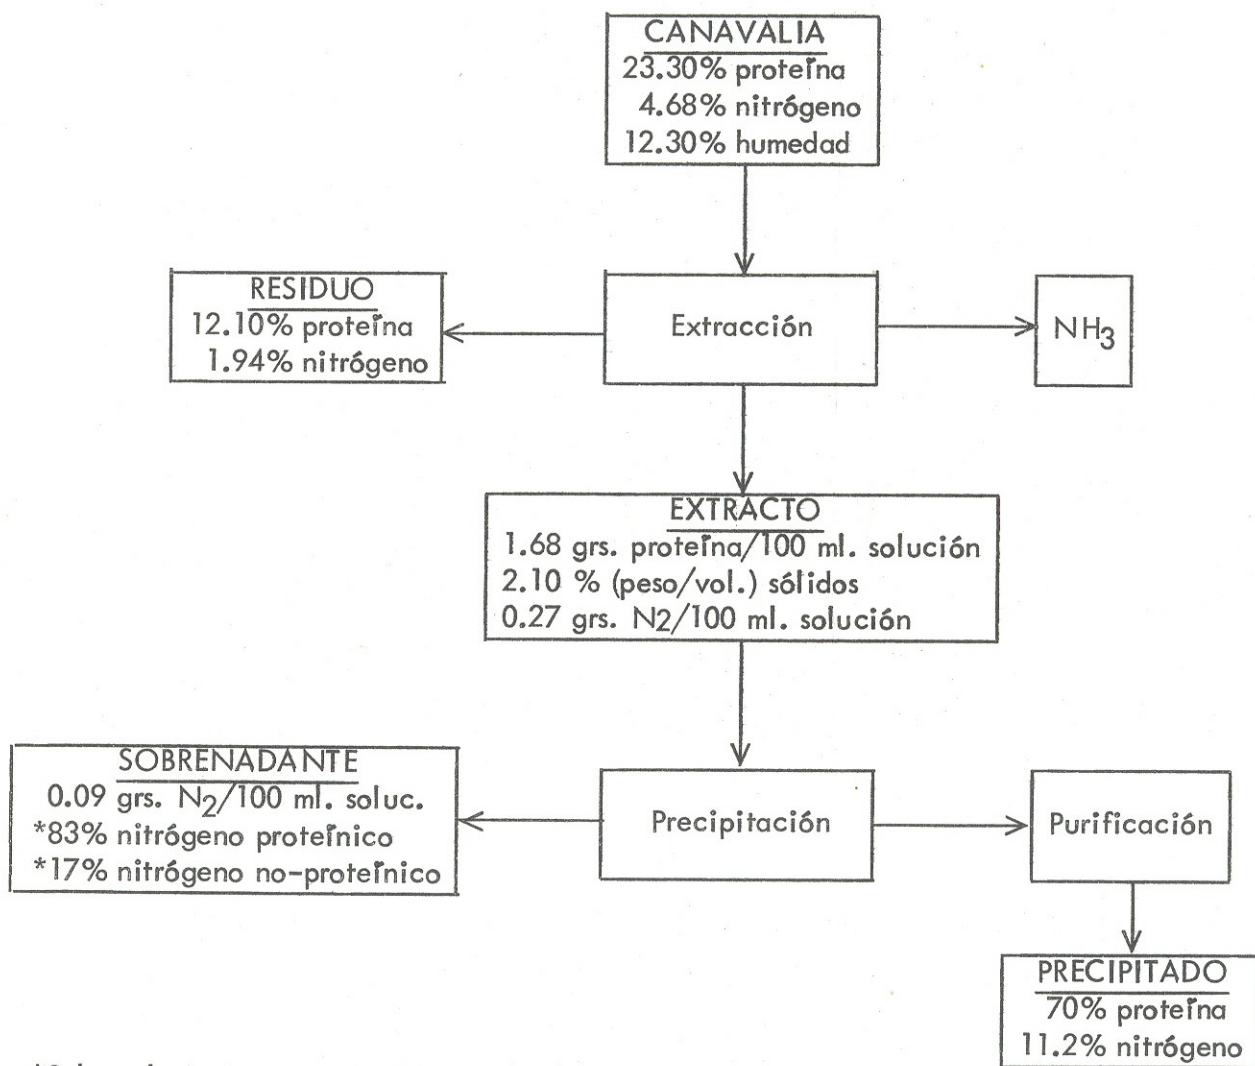 CANAVALIA
23.30% proteína
4.68% nitrógeno
12.30% humedad
RESIDUO
12.10% proteína
1.94% nitrógeno
Extracción
NH3
EXTRACTO
1.68 grs. proteína/100 ml. solución
2.10 % (peso/vol.) sólidos
0.27 grs. N2/100 ml. solución
SOBRENADANTE
0.09 grs. N2/100 ml. soluc.
*83% nitrógeno proteínico
*17% nitrógeno no-proteínico
Precipitación
Purificación
PRECIPITADO
70% proteína
11.2% nitrógeno